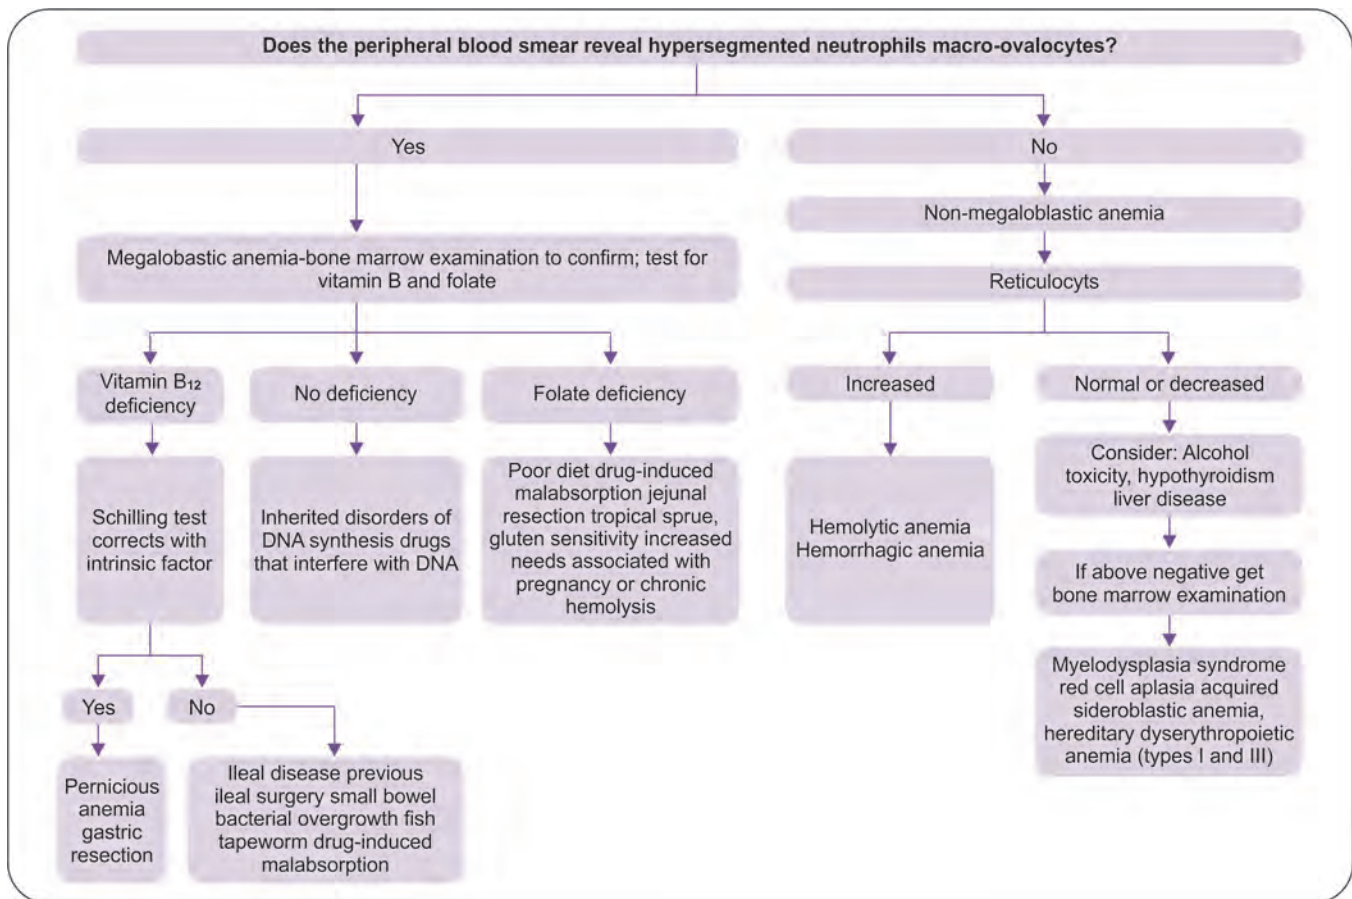 Does the peripheral blood smear reveal hypersegmented neutrophils macro-ovalocytes?
Yes
No
Non-megaloblastic anemia
Megalobastic anemia-bone marrow examination to confirm; test for
vitamin B and folate
Reticulocyts
Vitamin B₁₂
deficiency
No deficiency
Folate deficiency
Increased
Normal or decreased
Schilling test
corrects with
intrinsic factor
Inherited disorders of
DNA synthesis drugs
that interfere with DNA
Poor diet drug-induced
malabsorption jejunal
resection tropical sprue,
gluten sensitivity increased
needs associated with
pregnancy or chronic
hemolysis
Hemolytic anemia
Hemorrhagic anemia
Consider: Alcohol
toxicity, hypothyroidism
liver disease
If above negative get
bone marrow examination
Yes
No
Myelodysplasia syndrome
red cell aplasia acquired
sideroblastic anemia,
hereditary dyserythropoietic
anemia (types I and III)
Pernicious
anemia
gastric
resection
Ileal disease previous
ileal surgery small bowel
bacterial overgrowth fish
tapeworm drug-induced
malabsorption